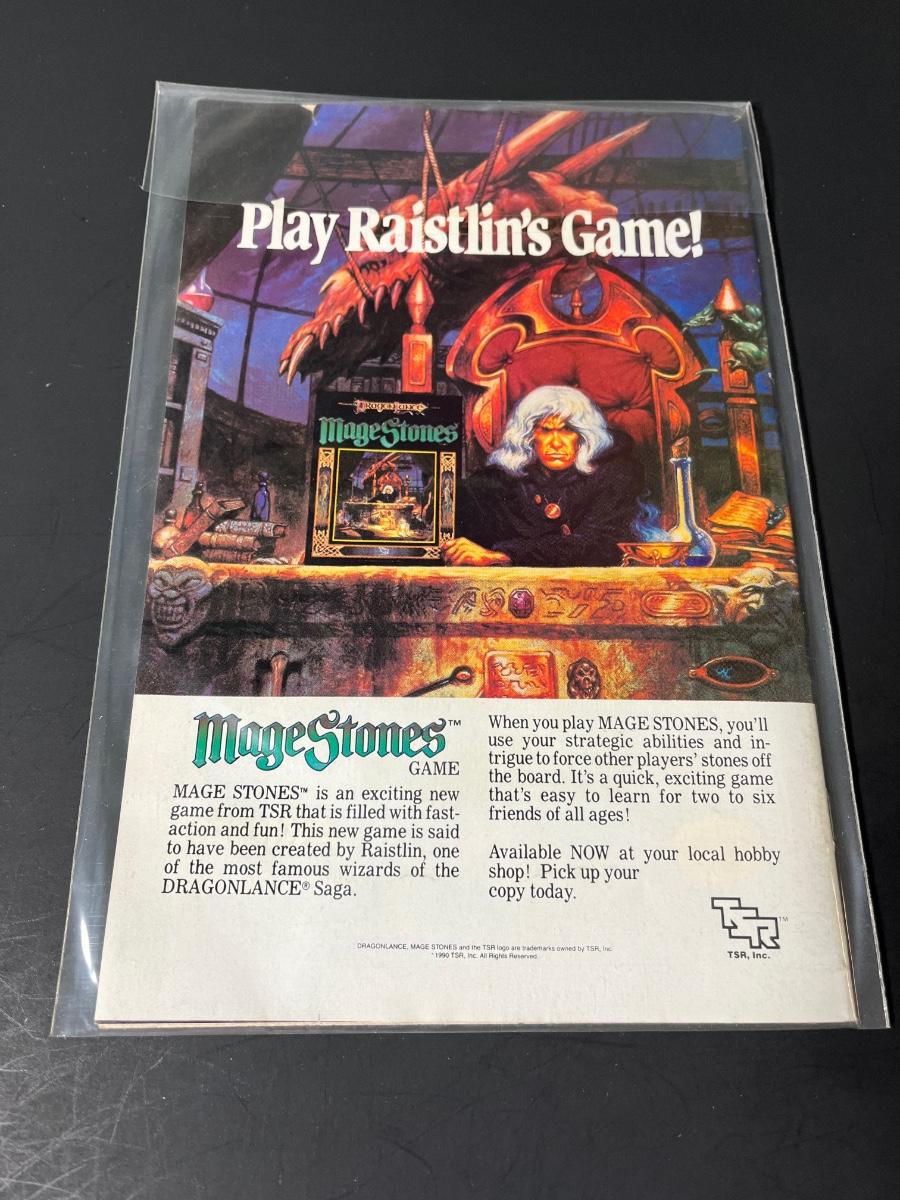 Play Raistlin's Game!
DRAGONLANCE
MageStones
MageStones™
GAME
MAGE STONES™ is an exciting new
game from TSR that is filled with fast-
action and fun! This new game is said
to have been created by Raistlin, one
of the most famous wizards of the
DRAGONLANCE® Saga.
When you play MAGE STONES, you'll
use your strategic abilities and in-
trigue to force other players' stones off
the board. It's a quick, exciting game
that's easy to learn for two to six
friends of all ages!
Available NOW at your local hobby
shop! Pick up your
copy today.
TSR™
TSR, Inc.
DRAGONLANCE, MAGE STONES and the TSR logo are trademarks owned by TSR, Inc.
©1990 TSR, Inc. All Rights Reserved.